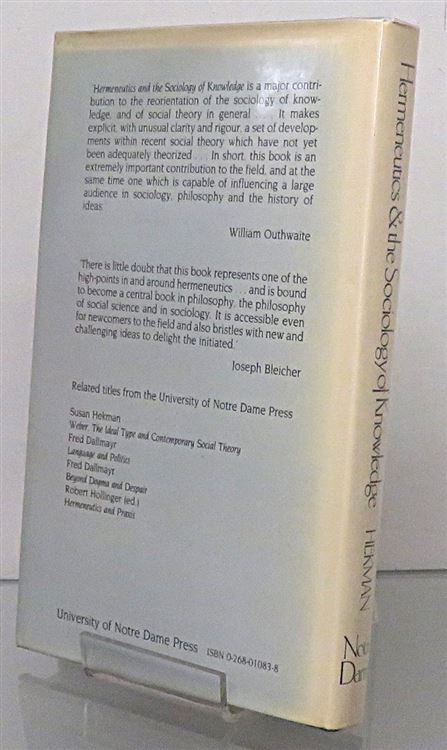 'Hermeneutics and the Sociology of Knowledge is a major contri-
bution to the reorientation of the sociology of know-
ledge, and of social theory in general . . . It makes
explicit, with unusual clarity and rigour, a set of develop-
ments within recent social theory which have not yet
been adequately theorized . . . In short, this book is an
extremely important contribution to the field, and at the
same time one which is capable of influencing a large
audience in sociology, philosophy and the history of
ideas.'
William Outhwaite
'There is little doubt that this book represents one of the
high-points in and around hermeneutics . . . and is bound
to become a central book in philosophy, the philosophy
of social science and in sociology. It is accessible even
for newcomers to the field and also bristles with new and
challenging ideas to delight the initiated.'
Joseph Bleicher
Related titles from the University of Notre Dame Press
Susan Hekman
Weber, The Ideal Type and Contemporary Social Theory
Fred Dallmayr
Language and Politics
Fred Dallmayr
Beyond Dogma and Despair
Robert Hollinger (ed.)
Hermeneutics and Praxis
University of Notre Dame Press ISBN 0-268-01083-8
Hermeneutics & the Sociology of Knowledge HEKMAN